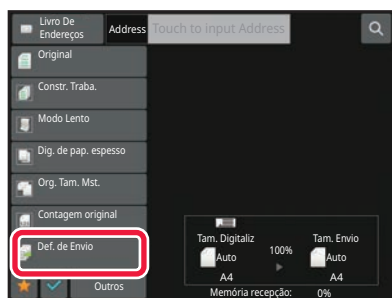 Livro De
Endereços
Address
Touch to input Address
Original
Constr. Traba.
Modo Lento
Dig. de pap. espesso
Org. Tam. Mst.
Contagem original
Def. de Envio
Outros
Tam. Digitaliz
100%
Tam. Envio
Auto
Auto
A4
A4
Memória recepção: 0%